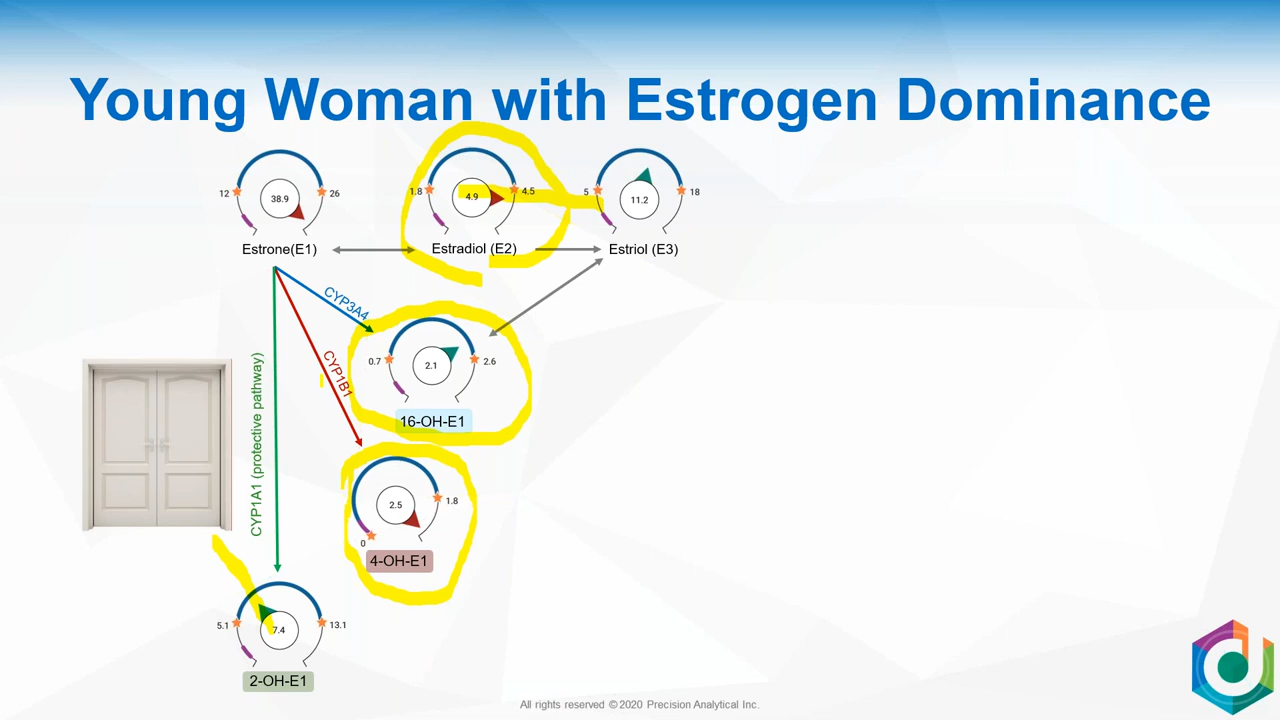 Young Woman with Estrogen Dominance
12 38.9 26
1.8 4.9 4.5
5 11.2 18
Estrone(E1)
Estradiol (E2)
Estriol (E3)
CYP3A4
CYP1B1
CYP1A1 (protective pathway)
0.7 2.1 2.6
16-OH-E1
2.5 1.8
0
4-OH-E1
5.1 7.4 13.1
2-OH-E1
All rights reserved ©2020 Precision Analytical Inc.